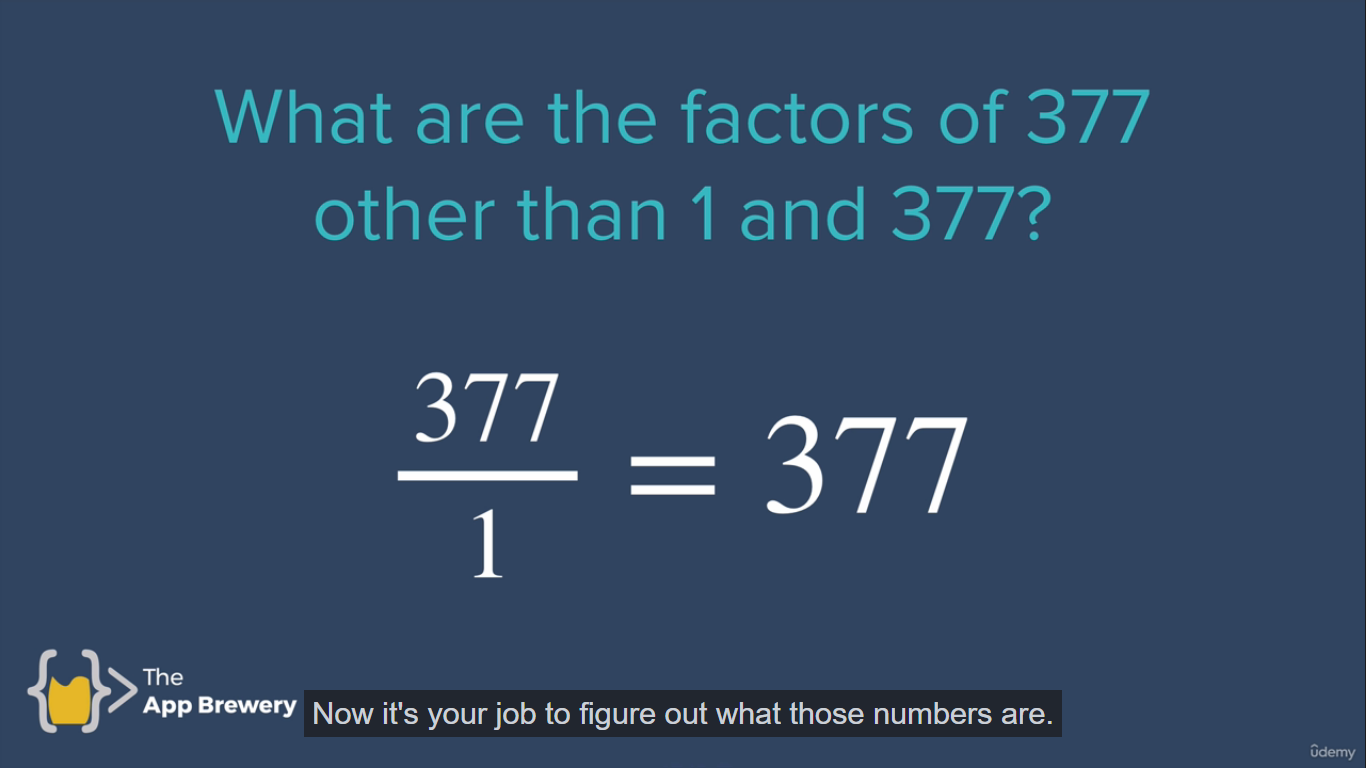 What are the factors of 377
other than 1 and 377?
377
1
= 377
The
App Brewery
Now it's your job to figure out what those numbers are.
ûdemy